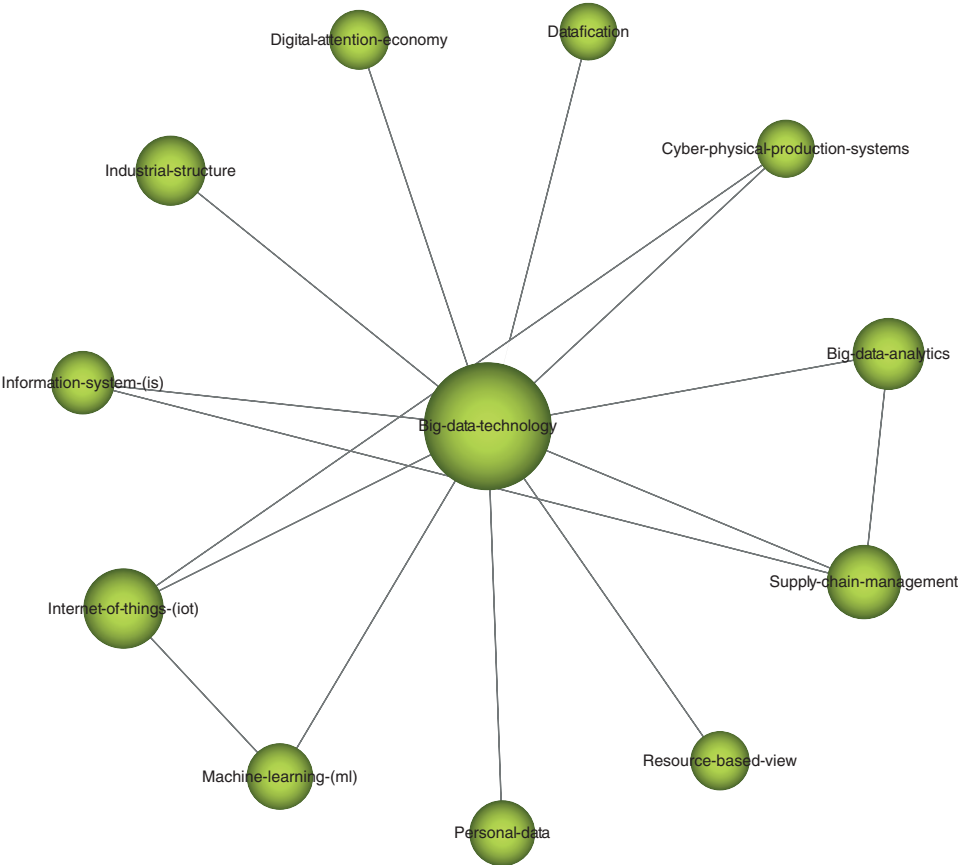 Digital-attention-economy
Datafication
Cyber-physical-production-systems
Industrial-structure
Big-data-analytics
Information-system-(is)
Big-data-technology
Supply-chain-management
Internet-of-things-(iot)
Resource-based-view
Machine-learning-(ml)
Personal-data